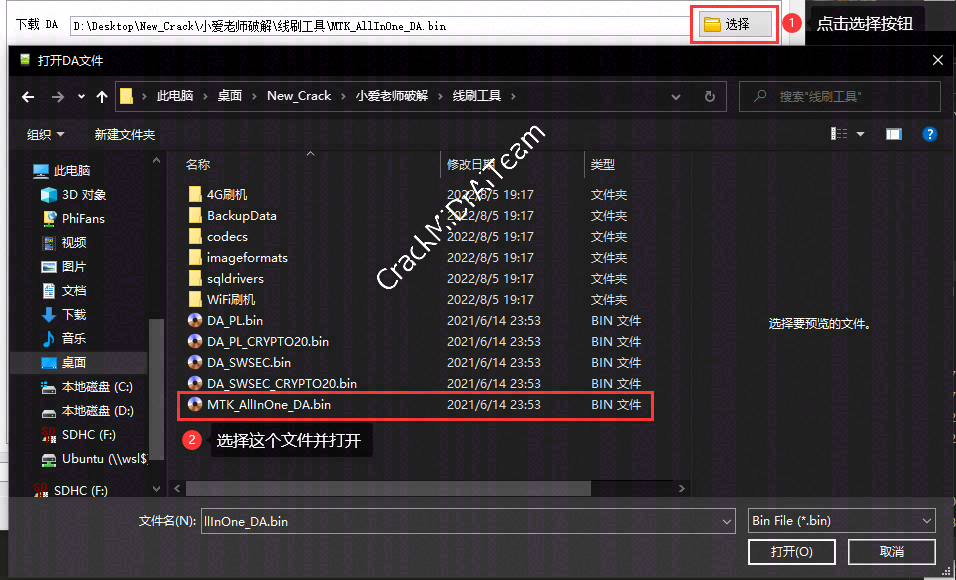 下载 DA D:\Desktop\New_Crack\小爱老师破解\线刷工具\MTK_AllInOne_DA.bin 选择 1 点击选择按钮
打开DA文件
此电脑 › 桌面 › New_Crack › 小爱老师破解 › 线刷工具 › 搜索"线刷工具"
组织 新建文件夹 ?
名称 修改日期 类型
此电脑
3D 对象
PhiFans
视频
图片
文档
下载
音乐
桌面
本地磁盘 (C:)
本地磁盘 (D:)
SDHC (F:)
Ubuntu (\\wsl$
SDHC (F:)
4G刷机 2022/8/5 19:17 文件夹
BackupData 2022/8/5 19:17 文件夹
codecs 2022/8/5 19:17 文件夹
imageformats 2022/8/5 19:17 文件夹
sqldrivers 2022/8/5 19:17 文件夹
WiFi刷机 2022/8/5 19:17 文件夹
DA_PL.bin 2021/6/14 23:53 BIN 文件
DA_PL_CRYPTO20.bin 2021/6/14 23:53 BIN 文件
DA_SWSEC.bin 2021/6/14 23:53 BIN 文件
DA_SWSEC_CRYPTO20.bin 2021/6/14 23:53 BIN 文件
MTK_AllInOne_DA.bin 2021/6/14 23:53 BIN 文件
2 选择这个文件并打开
CrackMiDrAiTeam
选择要预览的文件。
文件名(N): llInOne_DA.bin Bin File (*.bin)
打开(O) 取消